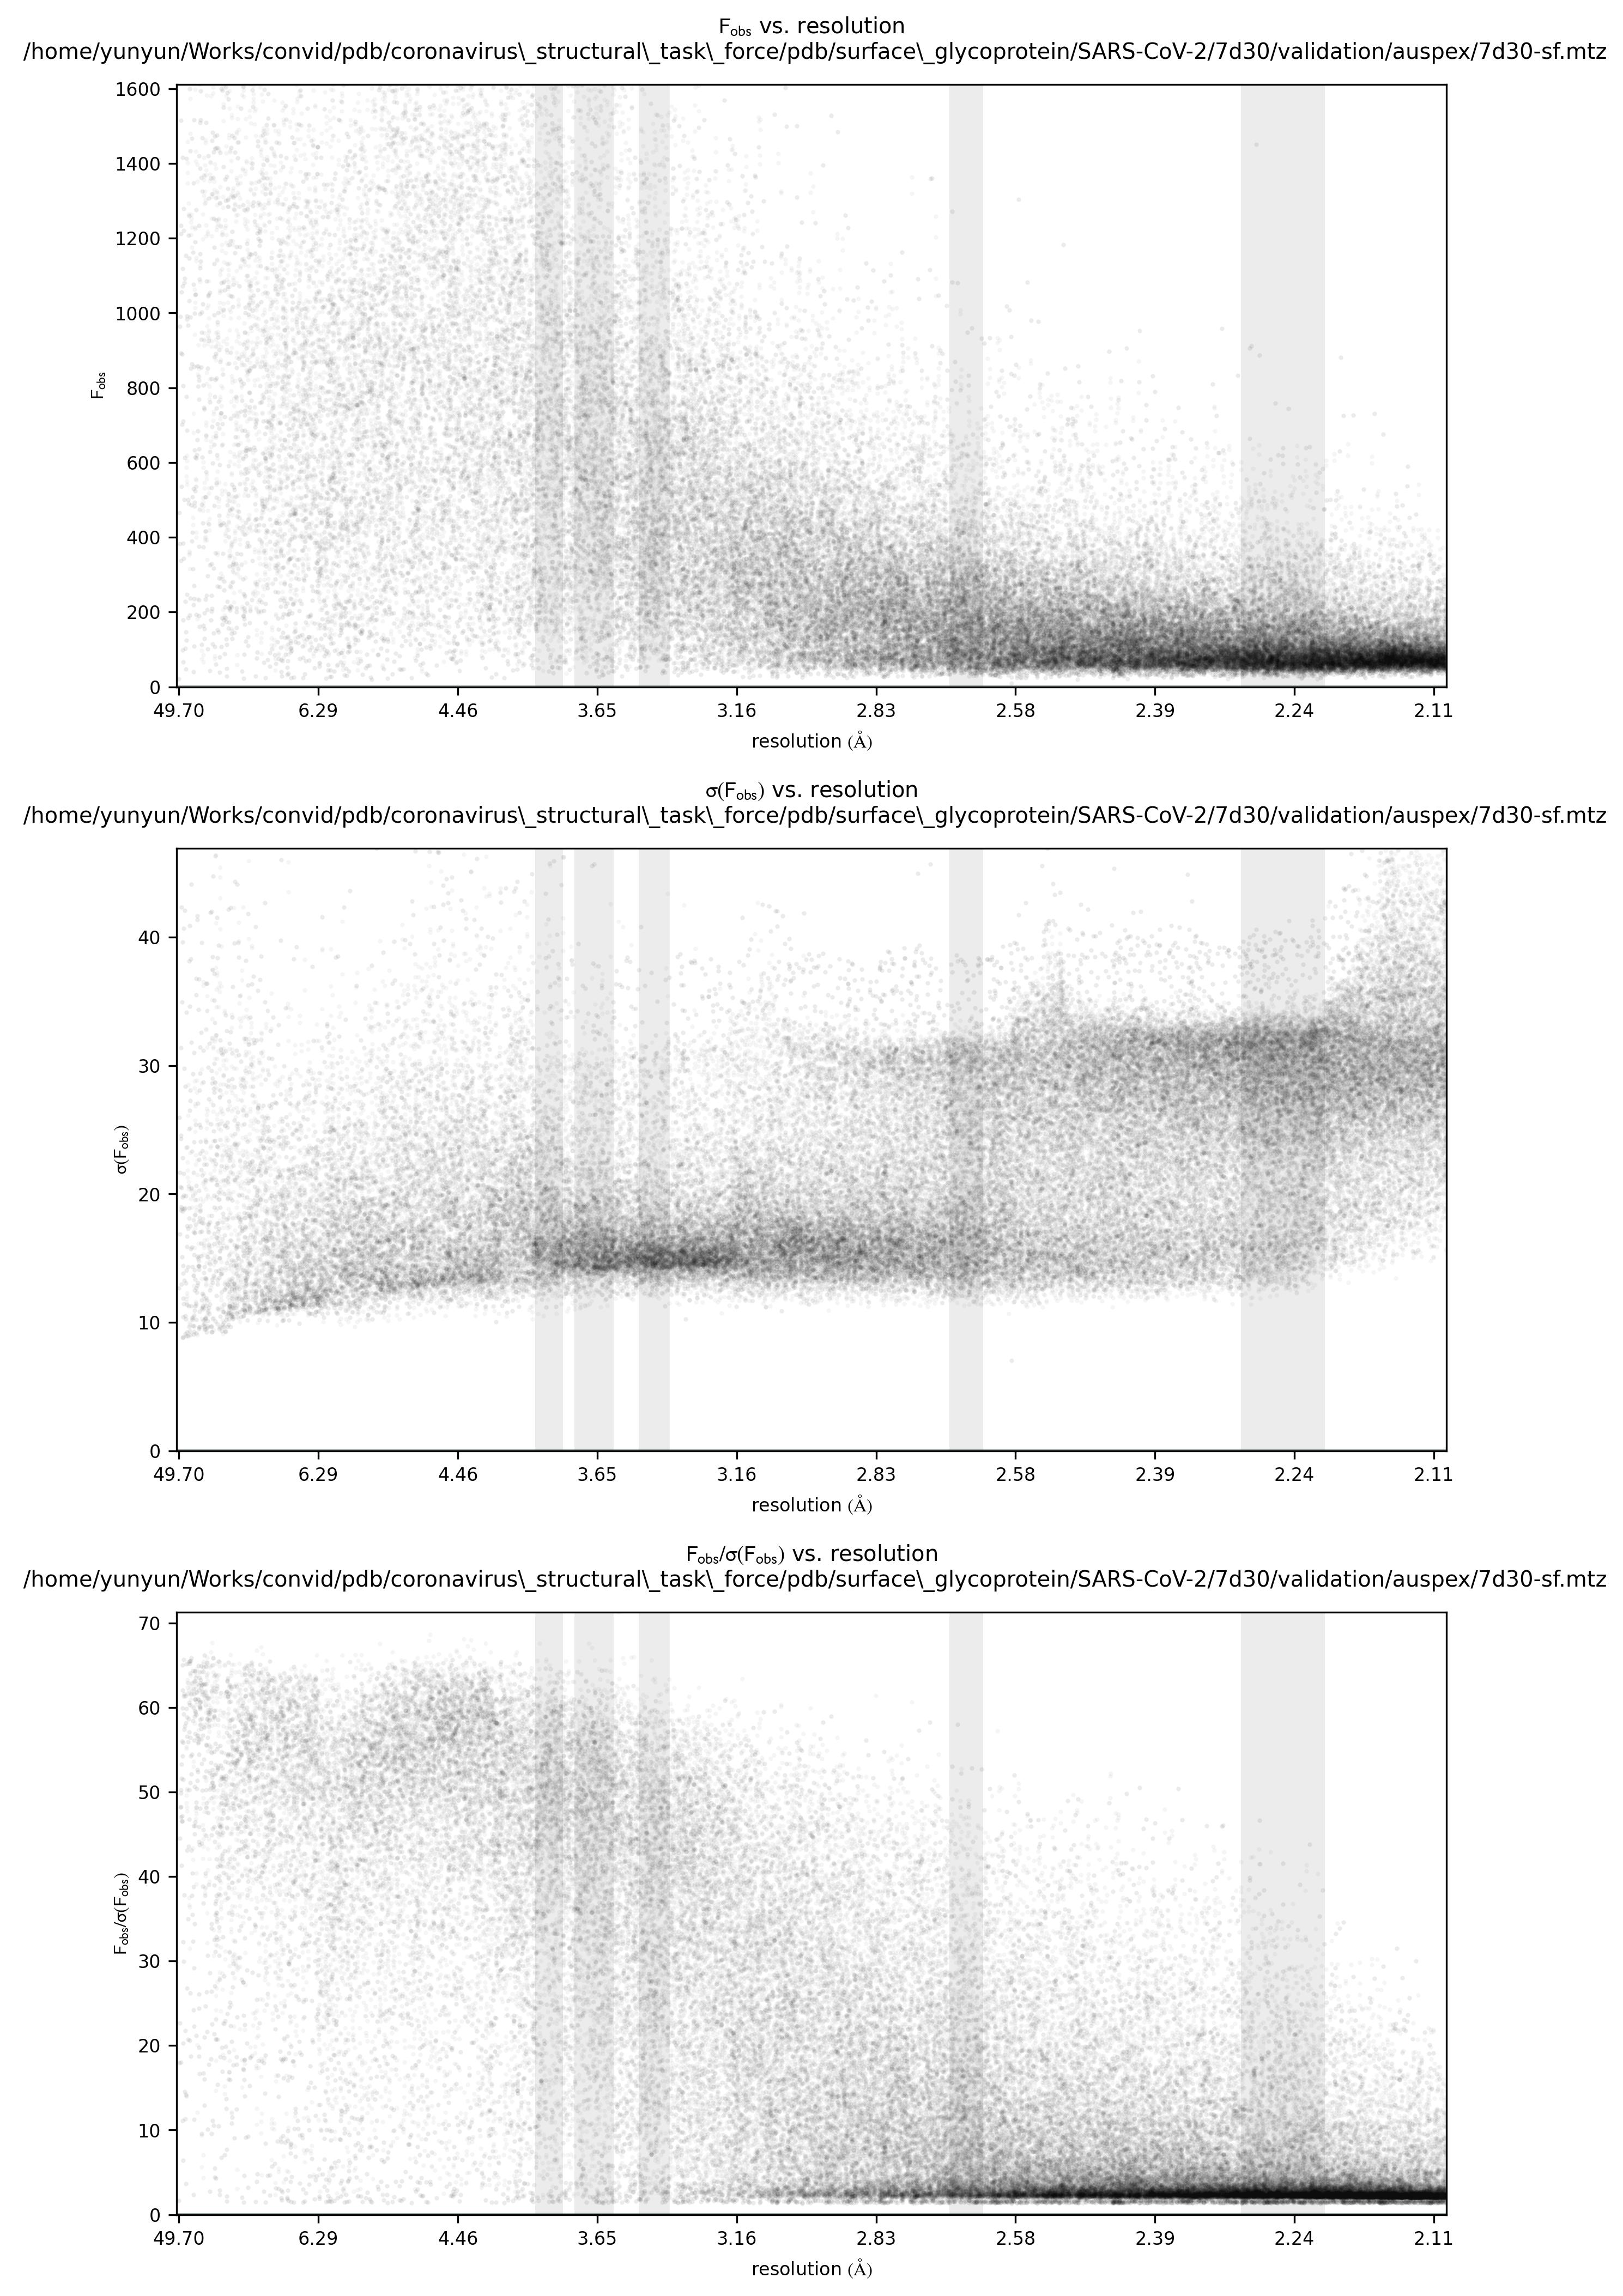 Fobs vs. resolution
/home/yunyun/Works/convid/pdb/coronavirus\_structural\_task\_force/pdb/surface\_glycoprotein/SARS-CoV-2/7d30/validation/auspex/7d30-sf.mtz
1600
1400
1200
1000
800
600
400
200
0
Fobs
49.70 6.29 4.46 3.65 3.16 2.83 2.58 2.39 2.24 2.11
resolution (Å)
σ(Fobs) vs. resolution
/home/yunyun/Works/convid/pdb/coronavirus\_structural\_task\_force/pdb/surface\_glycoprotein/SARS-CoV-2/7d30/validation/auspex/7d30-sf.mtz
40
30
20
10
0
σ(Fobs)
49.70 6.29 4.46 3.65 3.16 2.83 2.58 2.39 2.24 2.11
resolution (Å)
Fobs/σ(Fobs) vs. resolution
/home/yunyun/Works/convid/pdb/coronavirus\_structural\_task\_force/pdb/surface\_glycoprotein/SARS-CoV-2/7d30/validation/auspex/7d30-sf.mtz
70
60
50
40
30
20
10
0
Fobs/σ(Fobs)
49.70 6.29 4.46 3.65 3.16 2.83 2.58 2.39 2.24 2.11
resolution (Å)